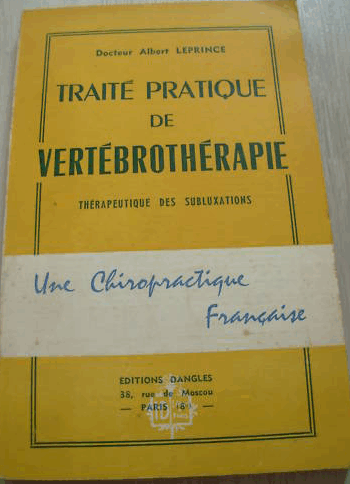 Docteur Albert LEPRINCE
TRAITÉ PRATIQUE
DE
VERTÉBROTHÉRAPIE
THÉRAPEUTIQUE DES SUBLUXATIONS
Une Chiropractique
Française
EDITIONS DANGLES
38, rue de Moscou
— PARIS —